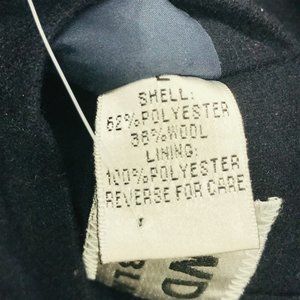 L
SHELL:
62%POLYESTER
38%WOOL
LINING:
100%POLYESTER
REVERSE FOR CARE